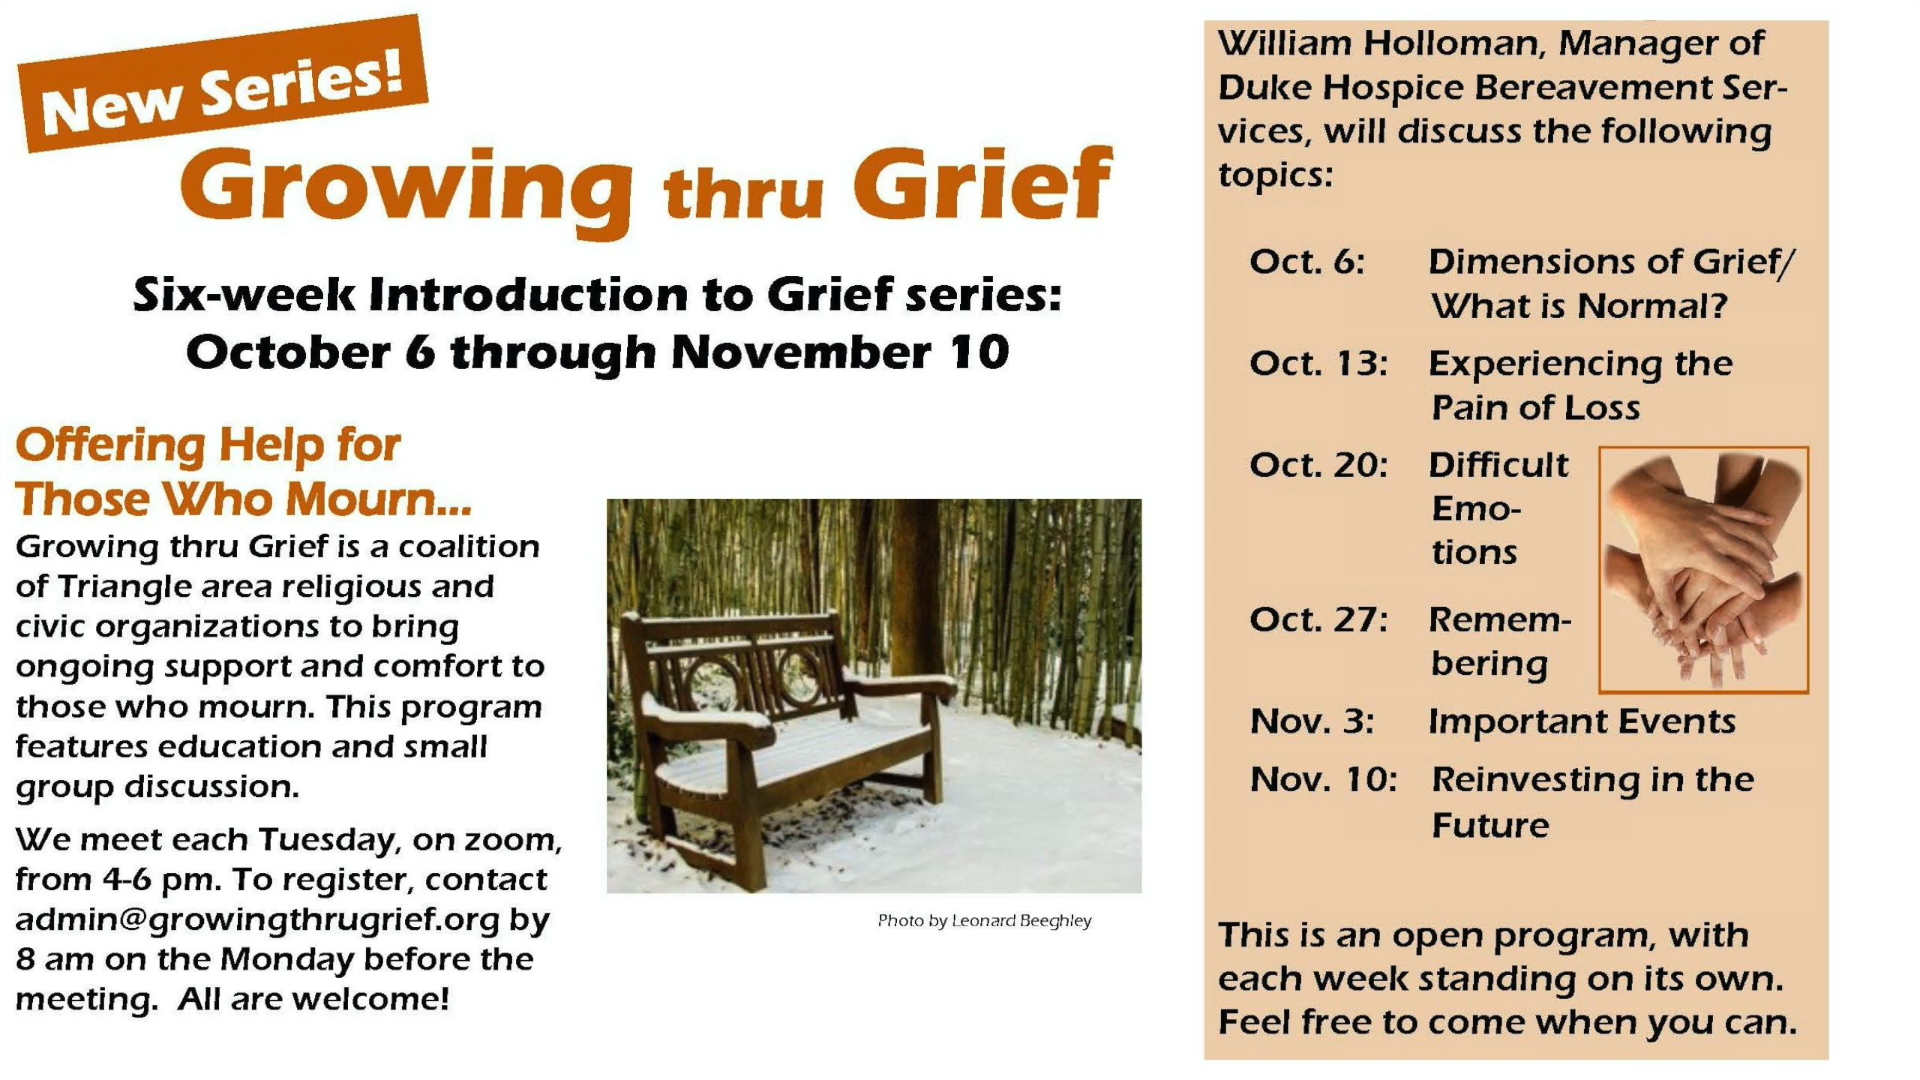 New Series!
Growing thru Grief
Six-week Introduction to Grief series:
October 6 through November 10
Offering Help for
Those Who Mourn...
Growing thru Grief is a coalition
of Triangle area religious and
civic organizations to bring
ongoing support and comfort to
those who mourn. This program
features education and small
group discussion.
We meet each Tuesday, on zoom,
from 4-6 pm. To register, contact
admin@growingthrugrief.org by
8 am on the Monday before the
meeting.  All are welcome!
Photo by Leonard Beeghley
William Holloman, Manager of
Duke Hospice Bereavement Ser-
vices, will discuss the following
topics:
Oct. 6: Dimensions of Grief/
What is Normal?
Oct. 13: Experiencing the
Pain of Loss
Oct. 20: Difficult
Emo-
tions
Oct. 27: Remem-
bering
Nov. 3: Important Events
Nov. 10: Reinvesting in the
Future
This is an open program, with
each week standing on its own.
Feel free to come when you can.